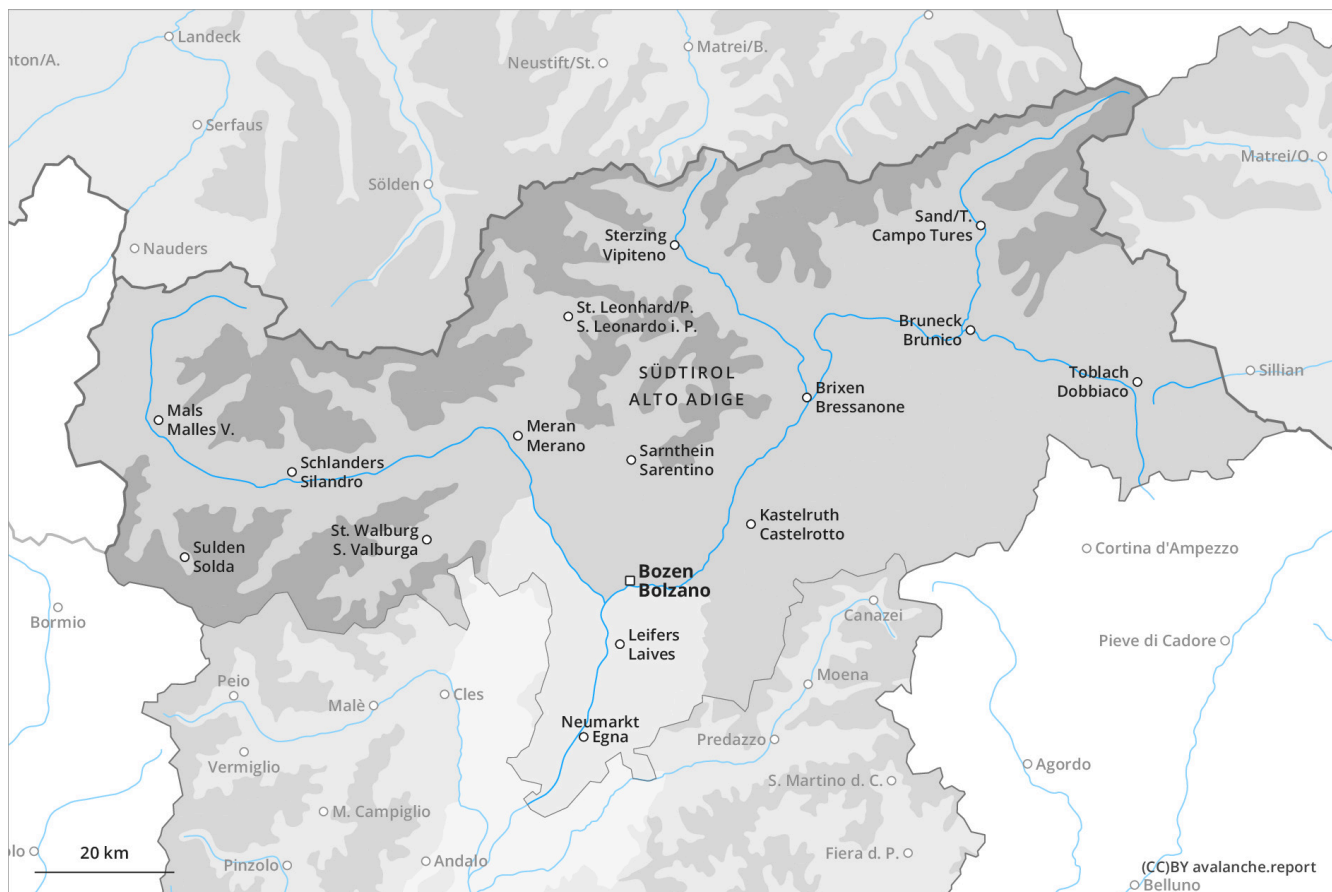 Landeck
nton/A.
Matrei/B.
Neustift/St.
Serfaus
Matrei/O.
Sölden
Sand/T.
Campo Tures
Nauders
Sterzing
Vipiteno
St. Leonhard/P.
S. Leonardo i. P.
Bruneck
Brunico
SÜDTIROL
ALTO ADIGE
Toblach
Dobbiaco
Sillian
Brixen
Bressanone
Mals
Malles V.
Meran
Merano
Sarnthein
Sarentino
Schlanders
Silandro
Kastelruth
Castelrotto
St. Walburg
S. Valburga
Sulden
Solda
Cortina d'Ampezzo
Bozen
Bolzano
Bormio
Canazei
Leifers
Laives
Pieve di Cadore
Peio
Moena
Cles
Malè
Neumarkt
Egna
Predazzo
Vermiglio
Agordo
S. Martino d. C.
M. Campiglio
20 km
olo
Pinzolo
Andalo
Fiera d. P.
(CC)BY avalanche.report
Belluno